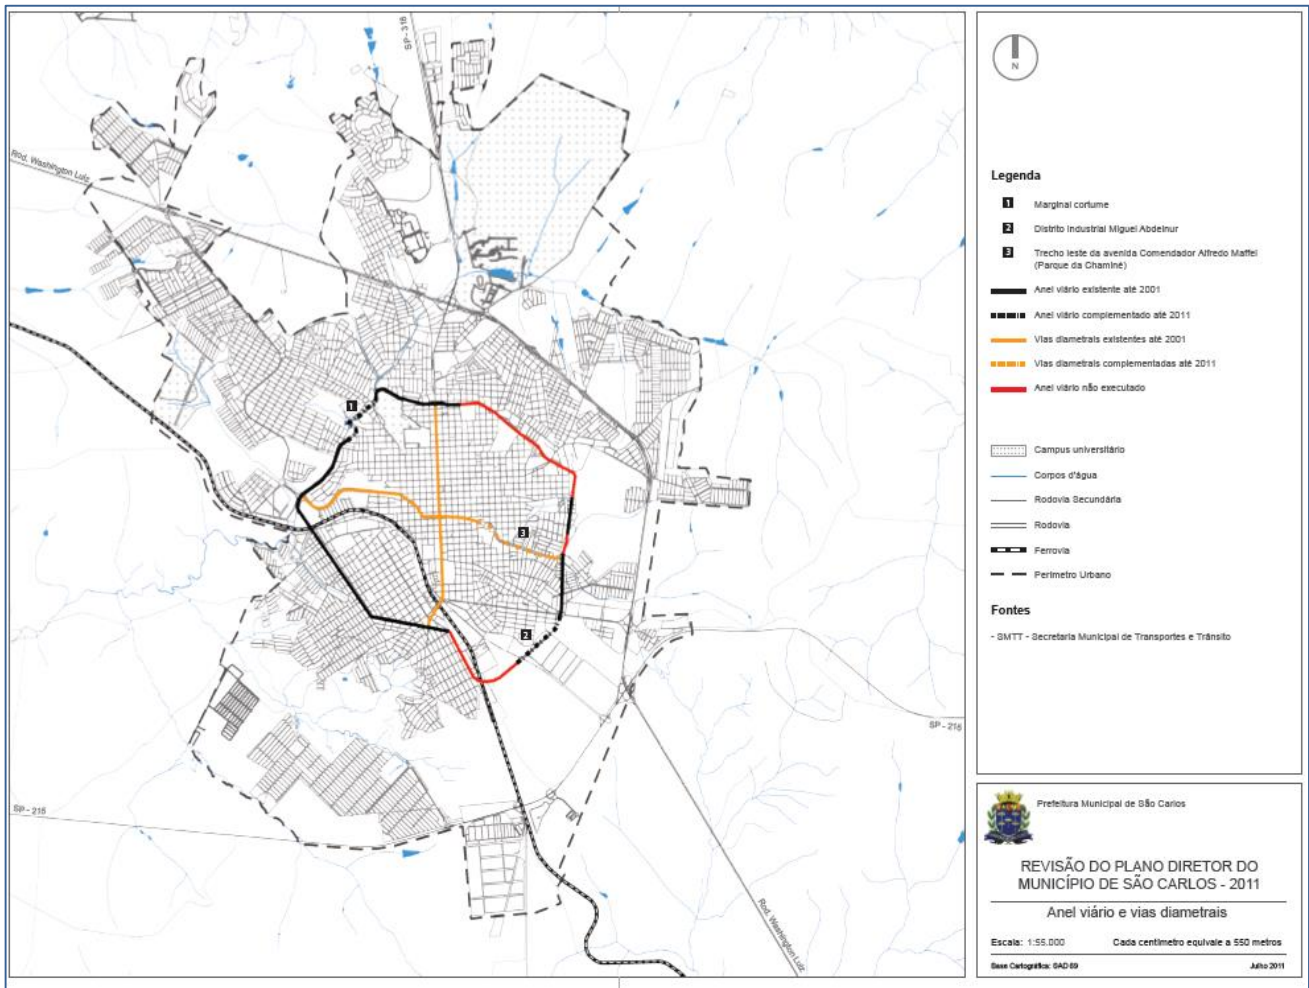 SP-318
Rod. Washington Luiz
1
3
2
SP-216
SP-216
Rod. Washington Luiz
N
Legenda
1 Marginal cortume
2 Distrito Industrial Miguel Abdelnur
3 Trecho leste da avenida Comendador Alfredo Maffei
(Parque da Chaminé)
Anel viário existente até 2001
Anel viário complementado até 2011
Vias diametrais existentes até 2001
Vias diametrais complementadas até 2011
Anel viário não executado
Campus universitário
Corpos d'água
Rodovia Secundária
Rodovia
Ferrovia
Perímetro Urbano
Fontes
- SMTT - Secretaria Municipal de Transportes e Trânsito
Prefeitura Municipal de São Carlos
REVISÃO DO PLANO DIRETOR DO
MUNICÍPIO DE SÃO CARLOS - 2011
Anel viário e vias diametrais
Escala: 1:55.000 Cada centímetro equivale a 550 metros
Base Cartográfica: SAD 69 Julho 2011